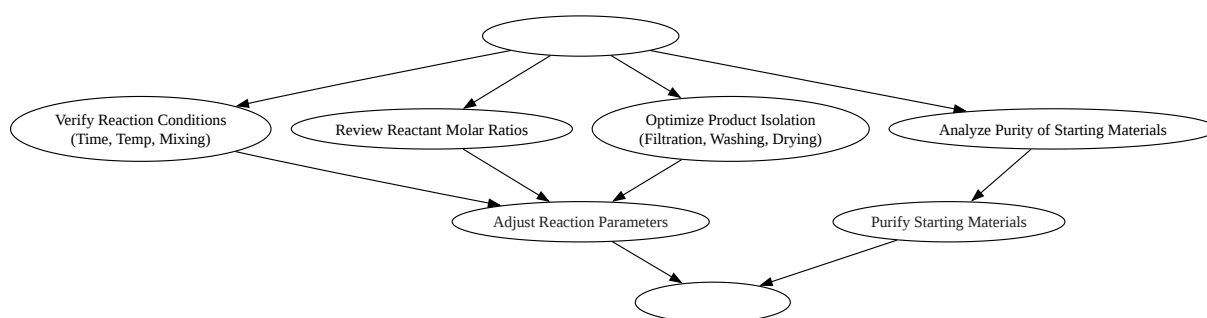 Verify Reaction Conditions
(Time, Temp, Mixing)
Review Reactant Molar Ratios
Optimize Product Isolation
(Filtration, Washing, Drying)
Analyze Purity of Starting Materials
Adjust Reaction Parameters
Purify Starting Materials